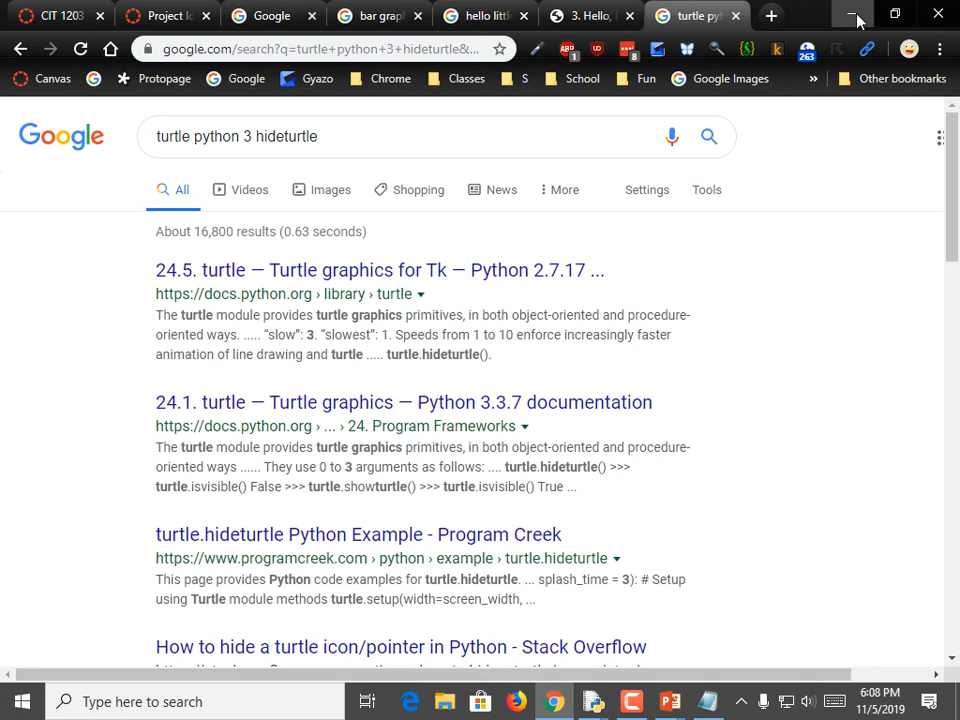 CIT 1203
Project Io
Google
bar grap
hello little
3. Hello,
turtle pyt
google.com/search?q=turtle+python+3+hideturtle&...
ABP 1
UD
8
{S}
k
263
Canvas
Protopage
Google
Gyazo
Chrome
Classes
S
School
Fun
Google Images
»
Other bookmarks
Google
turtle python 3 hideturtle
All
Videos
Images
Shopping
News
More
Settings
Tools
About 16,800 results (0.63 seconds)
24.5. turtle — Turtle graphics for Tk — Python 2.7.17 ...
https://docs.python.org › library › turtle
The turtle module provides turtle graphics primitives, in both object-oriented and procedure-
oriented ways. ..... “slow”: 3. “slowest”: 1. Speeds from 1 to 10 enforce increasingly faster
animation of line drawing and turtle ..... turtle.hideturtle().
24.1. turtle — Turtle graphics — Python 3.3.7 documentation
https://docs.python.org › ... › 24. Program Frameworks
The turtle module provides turtle graphics primitives, in both object-oriented and procedure-
oriented ways ...... They use 0 to 3 arguments as follows: .... turtle.hideturtle() >>>
turtle.isvisible() False >>> turtle.showturtle() >>> turtle.isvisible() True ...
turtle.hideturtle Python Example - Program Creek
https://www.programcreek.com › python › example › turtle.hideturtle
This page provides Python code examples for turtle.hideturtle. ... splash_time = 3): # Setup
using Turtle module methods turtle.setup(width=screen_width, ...
How to hide a turtle icon/pointer in Python - Stack Overflow
Type here to search
6:08 PM
11/5/2019